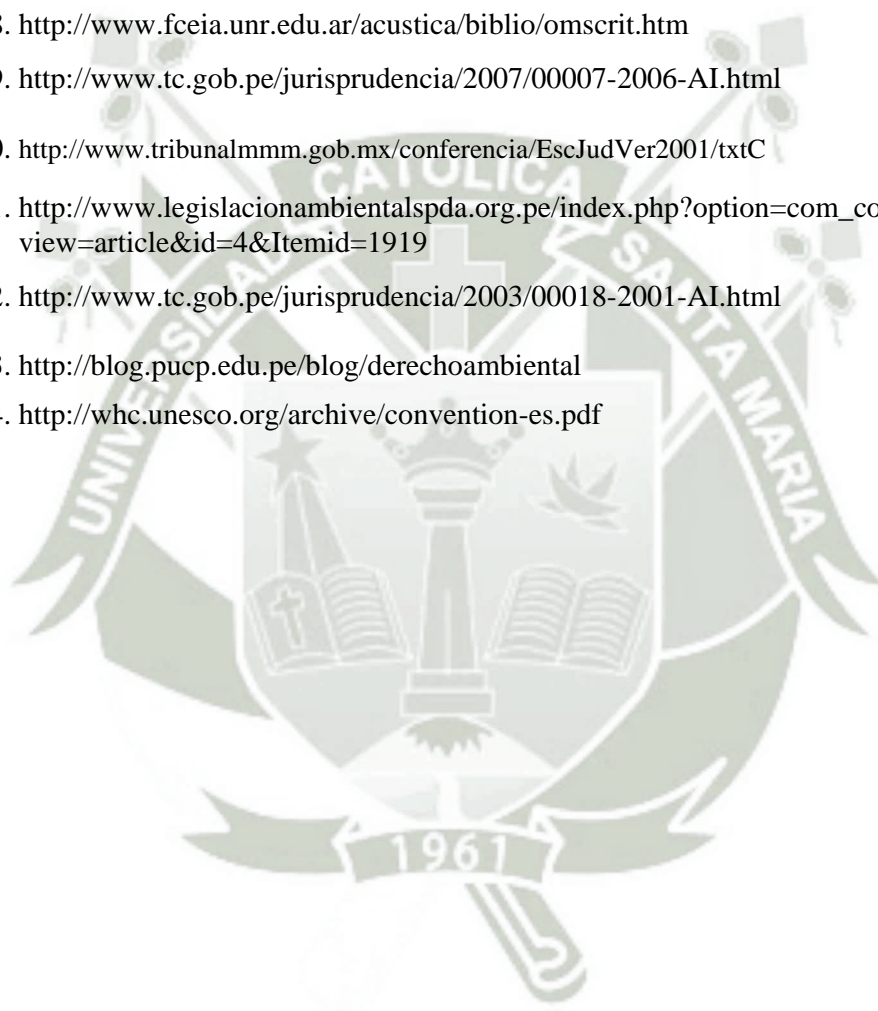 8. http://www.fceia.unr.edu.ar/acustica/biblio/omscrit.htm
9. http://www.tc.gob.pe/jurisprudencia/2007/00007-2006-AI.html
0. http://www.tribunalmmm.gob.mx/conferencia/EscJudVer2001/txtC
. http://www.legislacionambientalspda.org.pe/index.php?option=com_co
view=article&id=4&Itemid=1919
2. http://www.tc.gob.pe/jurisprudencia/2003/00018-2001-AI.html
3. http://blog.pucp.edu.pe/blog/derechoambiental
. http://whc.unesco.org/archive/convention-es.pdf
UNIVERSIDAD CATOLICA SANTA MARIA
1961